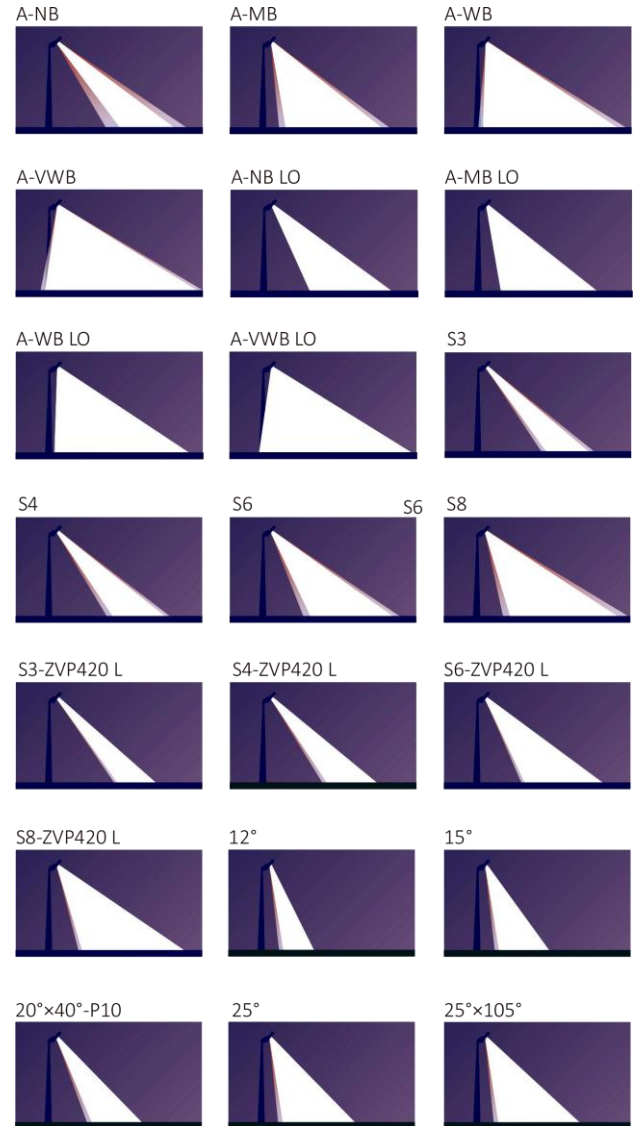 A-NB
A-MB
A-WB
A-VWB
A-NB LO
A-MB LO
A-WB LO
A-VWB LO
S3
S4
S6
S6
S8
S3-ZVP420 L
S4-ZVP420 L
S6-ZVP420 L
S8-ZVP420 L
12°
15°
20°×40°-P10
25°
25°×105°